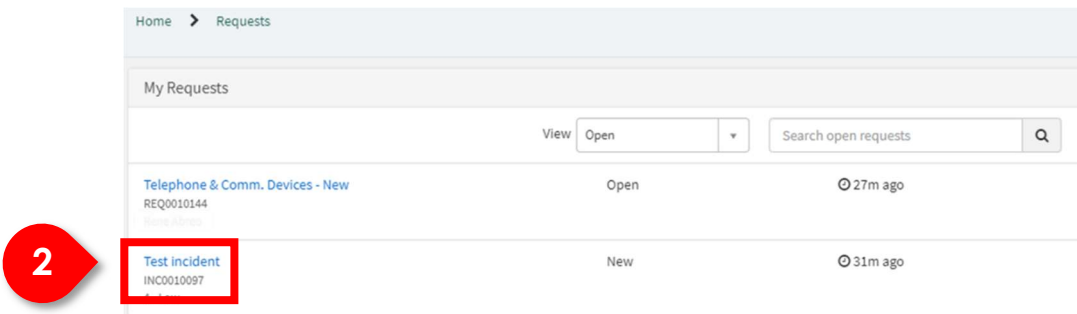 Home > Requests
My Requests
View Open Search open requests
Telephone & Comm. Devices - New Open 27m ago
REQ0010144
2
Test incident New 31m ago
INC0010097